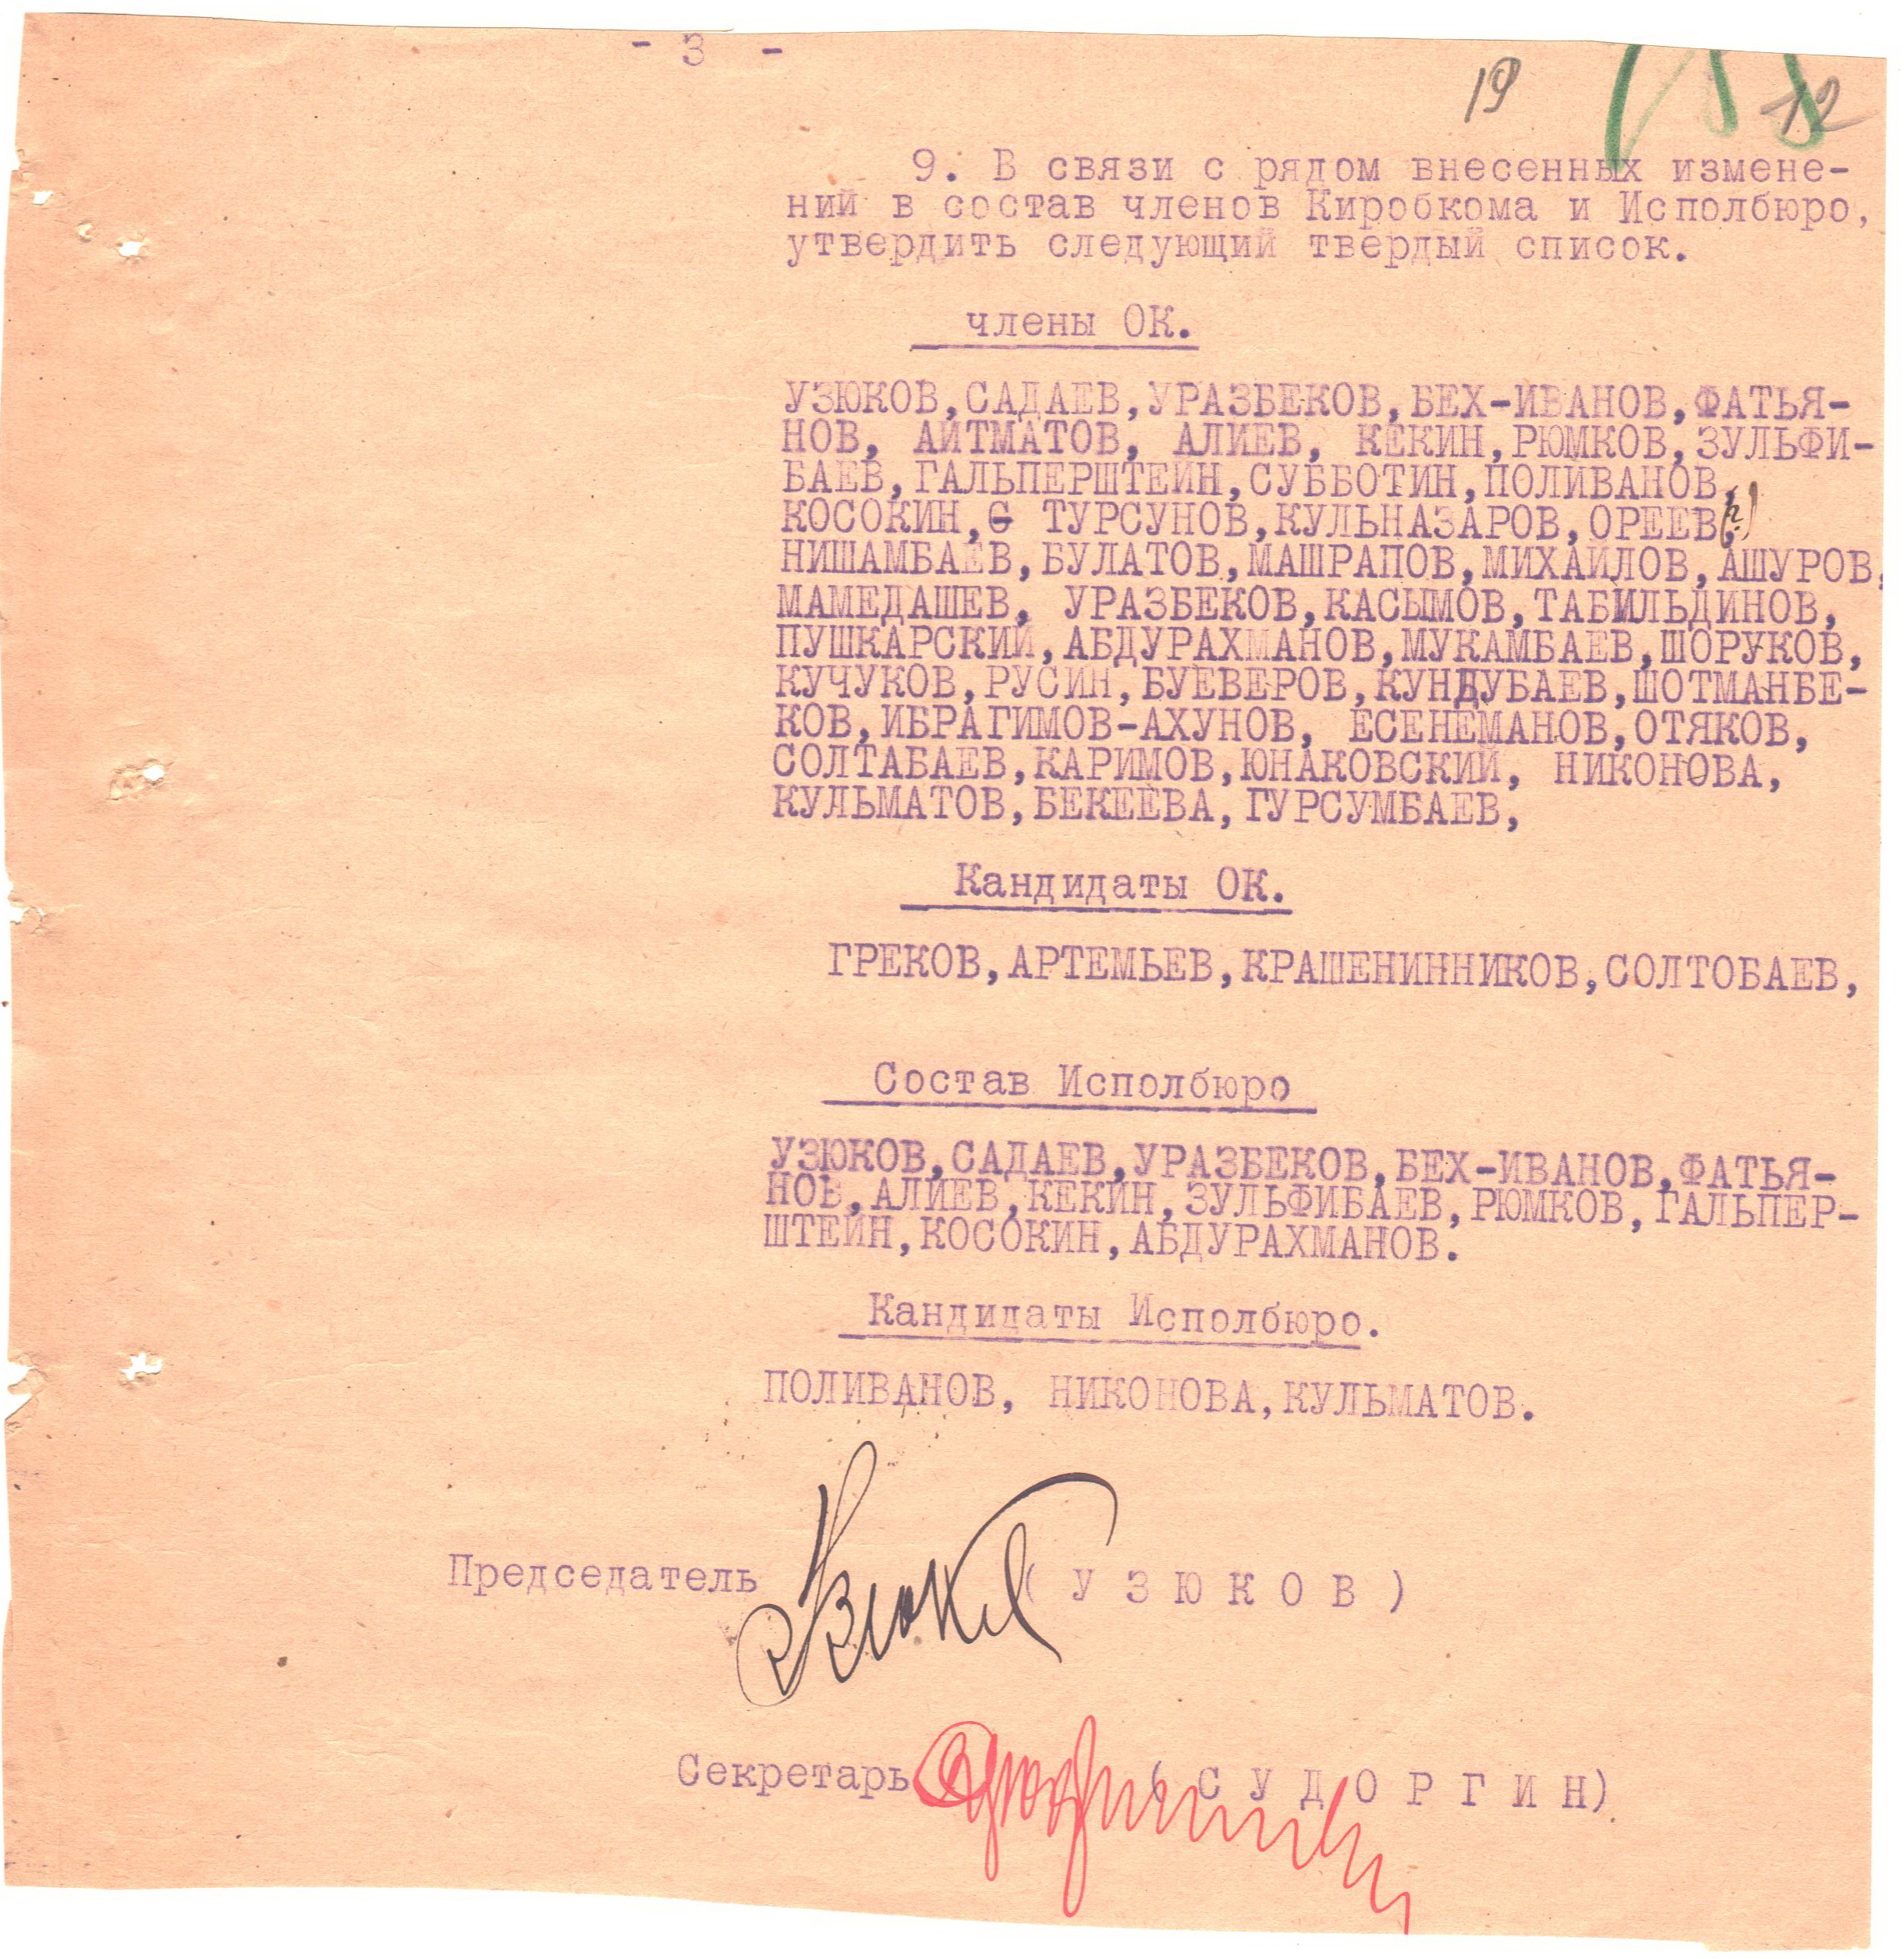 - 3 -
19
12
9. В связи с рядом внесенных измене-
ний в состав членов Киробкома и Исполбюро,
утвердить следующий твердый список.
члены ОК.
УЗЮКОВ,САДАЕВ,УРАЗБЕКОВ,БЕХ-ИВАНОВ,ФАТЬЯ-
НОВ, АЙТМАТОВ, АЛИЕВ, КЕКИН,РЮМКОВ,ЗУЛЬФИ-
БАЕВ,ГАЛЬПЕРШТЕЙН,СУББОТИН,ПОЛИВАНОВ,
КОСОКИН,С ТУРСУНОВ,КУЛЬНАЗАРОВ,ОРЕЕВ,(?)
НИШАМБАЕВ,БУЛАТОВ,МАШРАПОВ,МИХАЙЛОВ,АШУРОВ,
МАМЕДАШЕВ, УРАЗБЕКОВ,КАСЫМОВ,ТАБИЛЬДИНОВ,
ПУШКАРСКИЙ,АБДУРАХМАНОВ,МУКАМБАЕВ,ШОРУКОВ,
КУЧУКОВ,РУСИН,БУЕВЕРОВ,КУНДУБАЕВ,ШОТМАНБЕ-
КОВ,ИБРАГИМОВ-АХУНОВ, ЕСЕНЕМАНОВ,ОТЯКОВ,
СОЛТАБАЕВ,КАРИМОВ,ЮНАКОВСКИЙ, НИКОНОВА,
КУЛЬМАТОВ,БЕКЕЕВА,ГУРСУМБАЕВ,
Кандидаты ОК.
ГРЕКОВ,АРТЕМЬЕВ,КРАШЕНИННИКОВ,СОЛТОБАЕВ,
Состав Исполбюро
УЗЮКОВ,САДАЕВ,УРАЗБЕКОВ,БЕХ-ИВАНОВ,ФАТЬЯ-
НОВ,АЛИЕВ,КЕКИН,ЗУЛЬФИБАЕВ,РЮМКОВ,ГАЛЬПЕР-
ШТЕЙН,КОСОКИН,АБДУРАХМАНОВ.
Кандидаты Исполбюро.
ПОЛИВАНОВ, НИКОНОВА,КУЛЬМАТОВ.
Председатель (УЗЮКОВ)
Секретарь (СУДОРГИН)